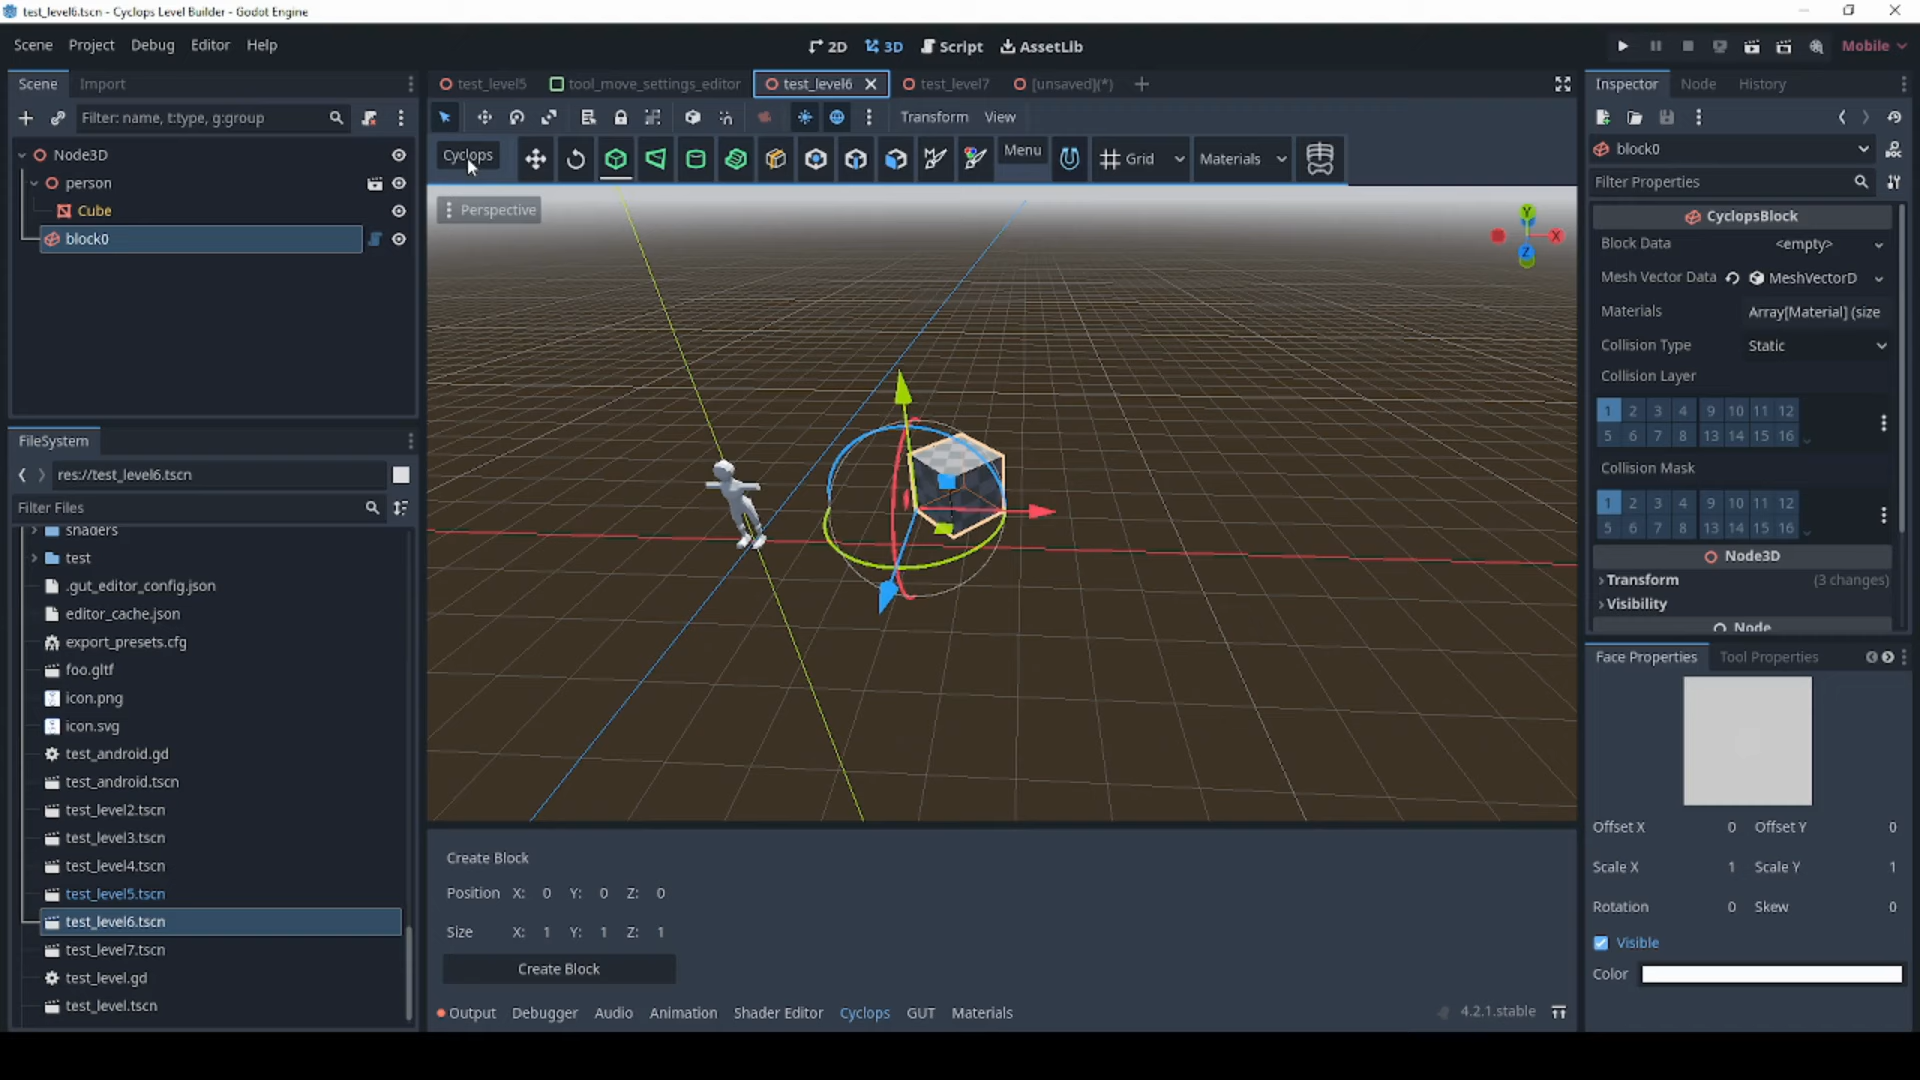 test_level6.tscn - Cyclops Level Builder - Godot Engine
Scene Project Debug Editor Help
2D 3D Script AssetLib
Mobile
Scene Import
test_level5 tool_move_settings_editor test_level6 test_level7 [unsaved](*)
Inspector Node History
Filter: name, t:type, g:group
Transform View
Node3D
person
Cube
block0
Cyclops
Menu
Grid
Materials
Perspective
Y
X
Z
block0
Filter Properties
CyclopsBlock
Block Data <empty>
Mesh Vector Data MeshVectorD
Materials Array[Material] (size
Collision Type Static
Collision Layer
1 2 3 4 9 10 11 12
5 6 7 8 13 14 15 16
Collision Mask
1 2 3 4 9 10 11 12
5 6 7 8 13 14 15 16
Node3D
Transform (3 changes)
Visibility
Node
FileSystem
res://test_level6.tscn
Filter Files
shaders
test
.gut_editor_config.json
editor_cache.json
export_presets.cfg
foo.gltf
icon.png
icon.svg
test_android.gd
test_android.tscn
test_level2.tscn
test_level3.tscn
test_level4.tscn
test_level5.tscn
test_level6.tscn
test_level7.tscn
test_level.gd
test_level.tscn
Create Block
Position X: 0 Y: 0 Z: 0
Size X: 1 Y: 1 Z: 1
Create Block
Output Debugger Audio Animation Shader Editor Cyclops GUT Materials
4.2.1.stable
Face Properties Tool Properties
Offset X 0 Offset Y 0
Scale X 1 Scale Y 1
Rotation 0 Skew 0
Visible
Color